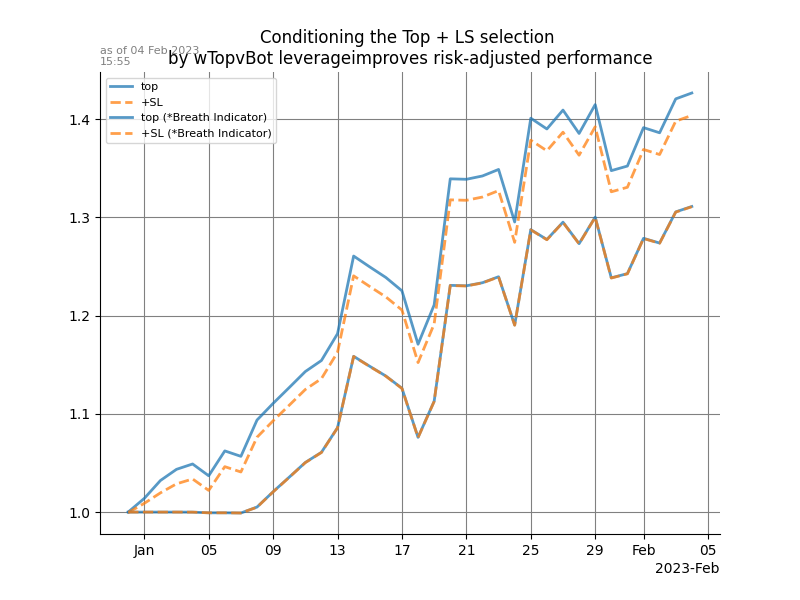 Conditioning the Top + LS selection
by wTopvBot leverageimproves risk-adjusted performance
as of 04 Feb 2023
15:55
top
+SL
top (*Breath Indicator)
+SL (*Breath Indicator)
1.4
1.3
1.2
1.1
1.0
Jan 05 09 13 17 21 25 29 Feb 05
2023-Feb